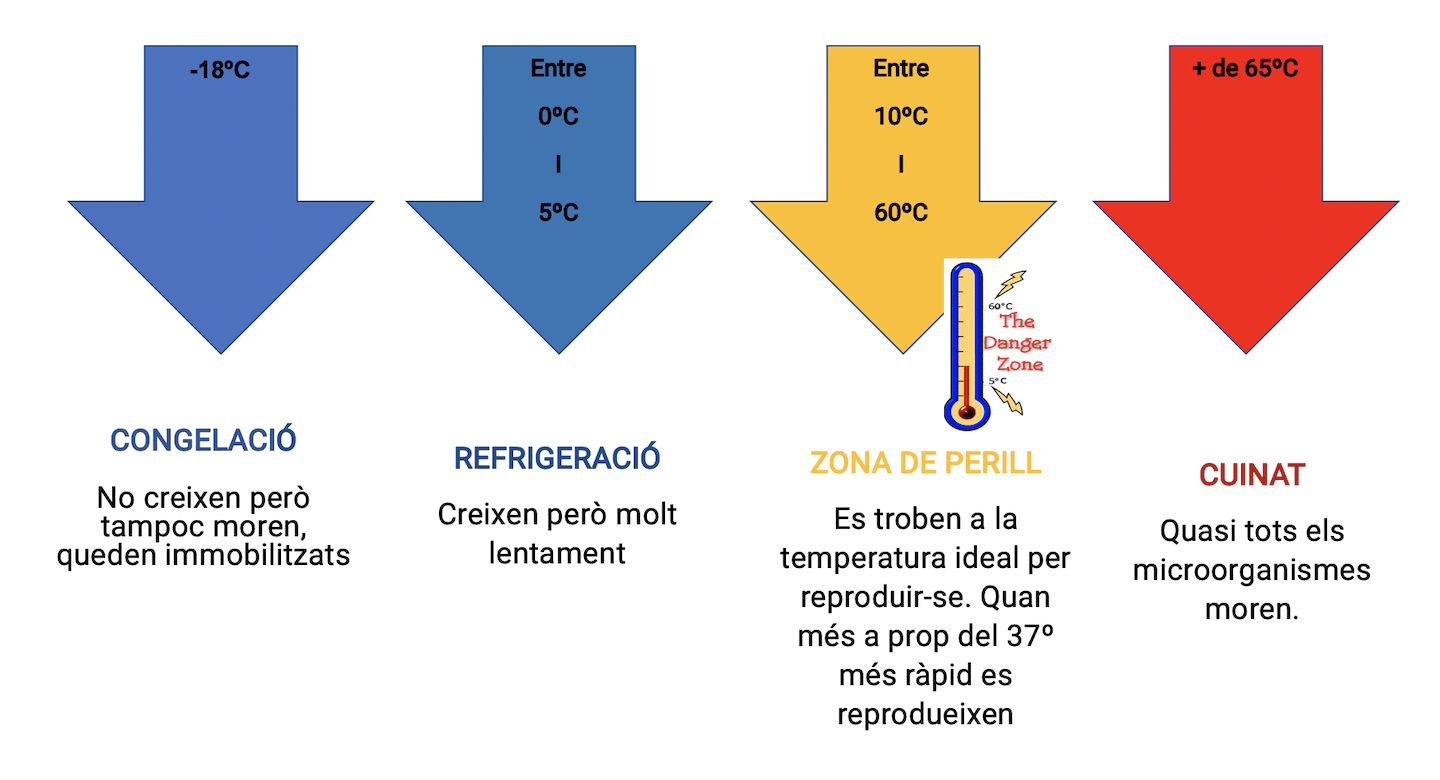 -18ºC
CONGELACIÓ
No creixen però
tampoc moren,
queden immobilitzats
Entre
0ºC
I
5ºC
REFRIGERACIÓ
Creixen però molt
lentament
Entre
10ºC
I
60ºC
60°C
The
Danger
Zone
5°C
ZONA DE PERILL
Es troben a la
temperatura ideal per
reproduir-se. Quan
més a prop del 37º
més ràpid es
reprodueixen
+ de 65ºC
CUINAT
Quasi tots els
microorganismes
moren.